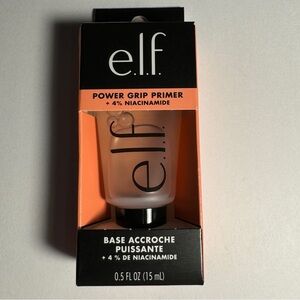 e.l.f.
POWER GRIP PRIMER
+ 4% NIACINAMIDE
e.l.f.
BASE ACCROCHE
PUISSANTE
+ 4 % DE NIACINAMIDE
0.5 FL OZ (15 mL)